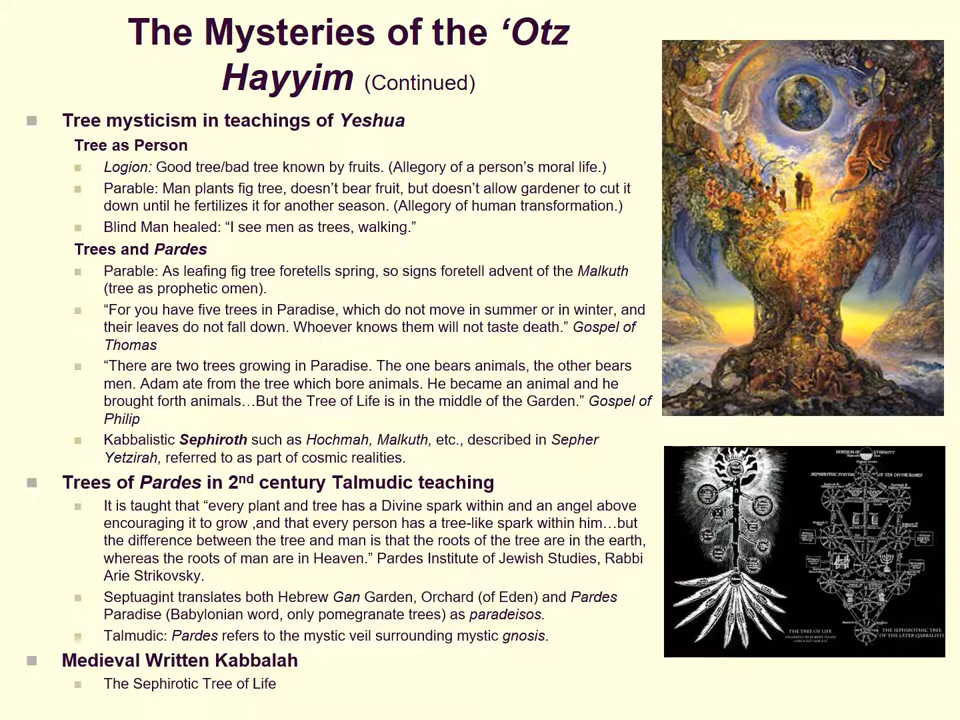 The Mysteries of the ‘Otz
Hayyim (Continued)
Tree mysticism in teachings of Yeshua
Tree as Person
Logion: Good tree/bad tree known by fruits. (Allegory of a person’s moral life.)
Parable: Man plants fig tree, doesn’t bear fruit, but doesn’t allow gardener to cut it
down until he fertilizes it for another season. (Allegory of human transformation.)
Blind Man healed: “I see men as trees, walking.”
Trees and Pardes
Parable: As leafing fig tree foretells spring, so signs foretell advent of the Malkuth
(tree as prophetic omen).
“For you have five trees in Paradise, which do not move in summer or in winter, and
their leaves do not fall down. Whoever knows them will not taste death.” Gospel of
Thomas
“There are two trees growing in Paradise. The one bears animals, the other bears
men. Adam ate from the tree which bore animals. He became an animal and he
brought forth animals…But the Tree of Life is in the middle of the Garden.” Gospel of
Philip
Kabbalistic Sephiroth such as Hochmah, Malkuth, etc., described in Sepher
Yetzirah, referred to as part of cosmic realities.
Trees of Pardes in 2nd century Talmudic teaching
It is taught that “every plant and tree has a Divine spark within and an angel above
encouraging it to grow ,and that every person has a tree-like spark within him…but
the difference between the tree and man is that the roots of the tree are in the earth,
whereas the roots of man are in Heaven.” Pardes Institute of Jewish Studies, Rabbi
Arie Strikovsky.
Septuagint translates both Hebrew Gan Garden, Orchard (of Eden) and Pardes
Paradise (Babylonian word, only pomegranate trees) as paradeisos.
Talmudic: Pardes refers to the mystic veil surrounding mystic gnosis.
Medieval Written Kabbalah
The Sephirotic Tree of Life
HORIZON OF ETERNITY
THE TREE OF LIFE
THE SEPHIROTHIC TREE
OF THE LATER QABBALISTS